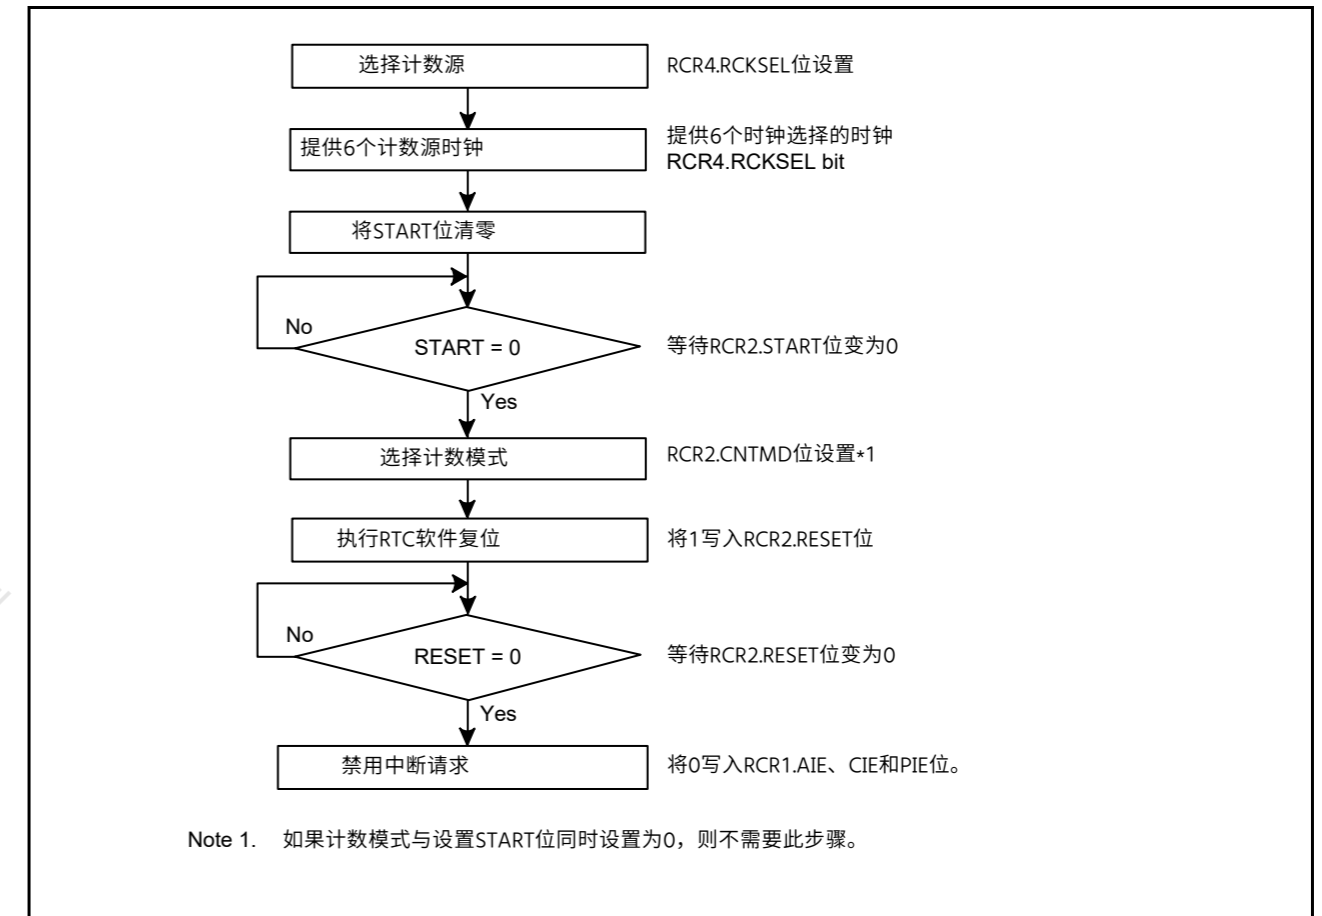 选择计数源 RCR4.RCKSEL位设置
提供6个计数源时钟 提供6个时钟选择的时钟
RCR4.RCKSEL bit
将START位清零
No
START = 0 等待RCR2.START位变为0
Yes
选择计数模式 RCR2.CNTMD位设置*1
执行RTC软件复位 将1写入RCR2.RESET位
No
RESET = 0 等待RCR2.RESET位变为0
Yes
禁用中断请求 将0写入RCR1.AIE、CIE和PIE位。
Note 1. 如果计数模式与设置START位同时设置为0，则不需要此步骤。